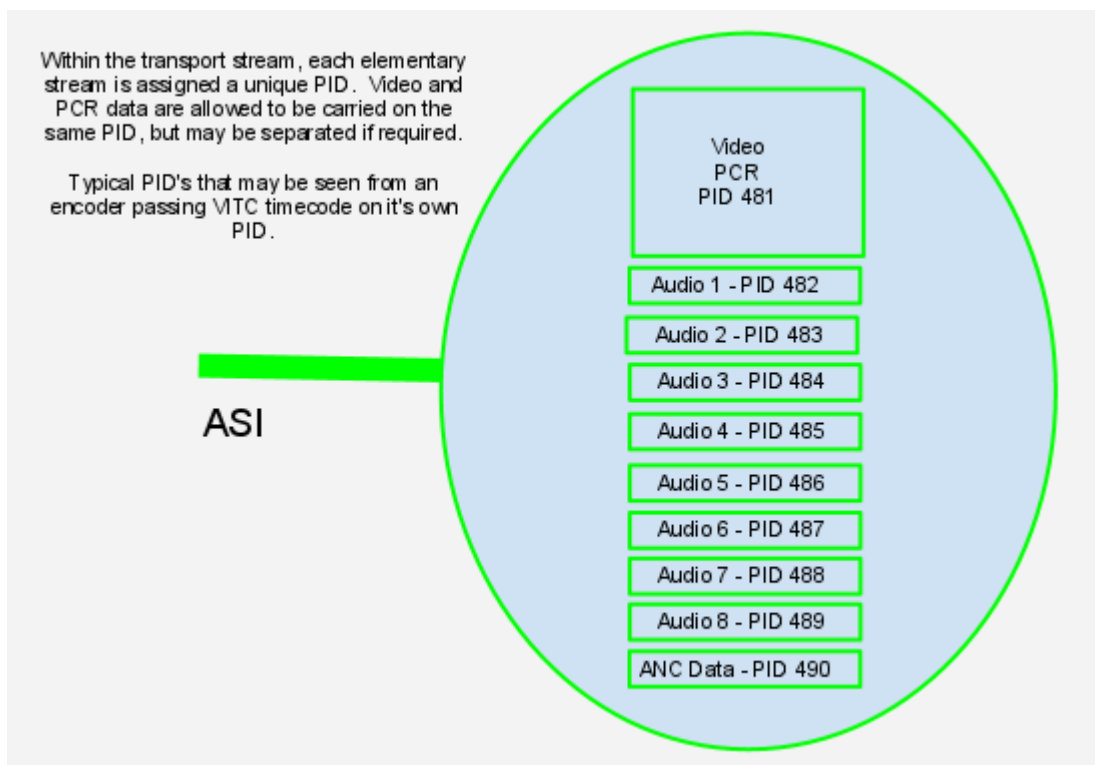 Within the transport stream, each elementary
stream is assigned a unique PID. Video and
PCR data are allowed to be carried on the
same PID, but may be separated if required.
Typical PID's that may be seen from an
encoder passing VITC timecode on it's own
PID.
Video
PCR
PID 481
Audio 1 - PID 482
Audio 2 - PID 483
Audio 3 - PID 484
Audio 4 - PID 485
Audio 5 - PID 486
Audio 6 - PID 487
Audio 7 - PID 488
Audio 8 - PID 489
ANC Data - PID 490
ASI